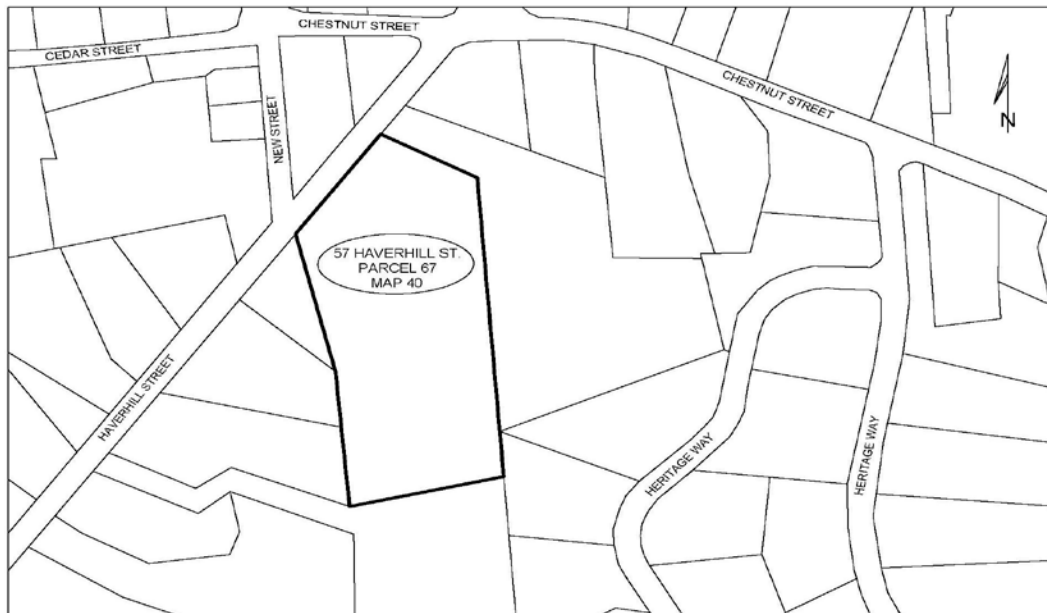 CHESTNUT STREET
CEDAR STREET
CHESTNUT STREET
N
NEW STREET
57 HAVERHILL ST.
PARCEL 67
MAP 40
HAVERHILL STREET
HERITAGE WAY
HERITAGE WAY